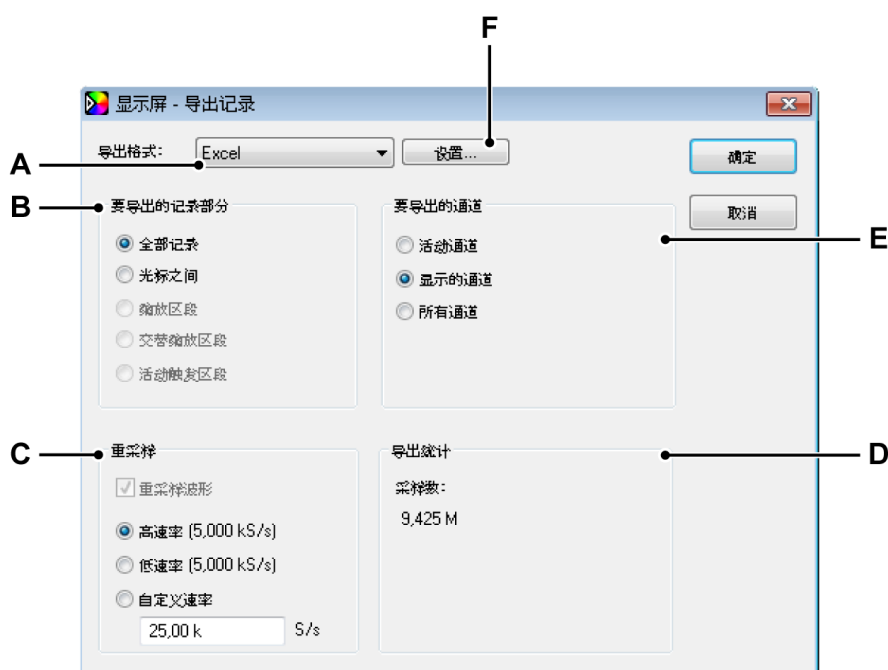 F
显示屏 - 导出记录
A
导出格式:
Excel
设置...
确定
B
要导出的记录部分
要导出的通道
取消
全部记录
活动通道
E
光标之间
显示的通道
缩放区段
所有通道
交替缩放区段
活动触发区段
C
重采样
导出统计
D
重采样波形
采样数:
9,425 M
高速率 (5,000 kS/s)
低速率 (5,000 kS/s)
自定义速率
25,00 k
S/s